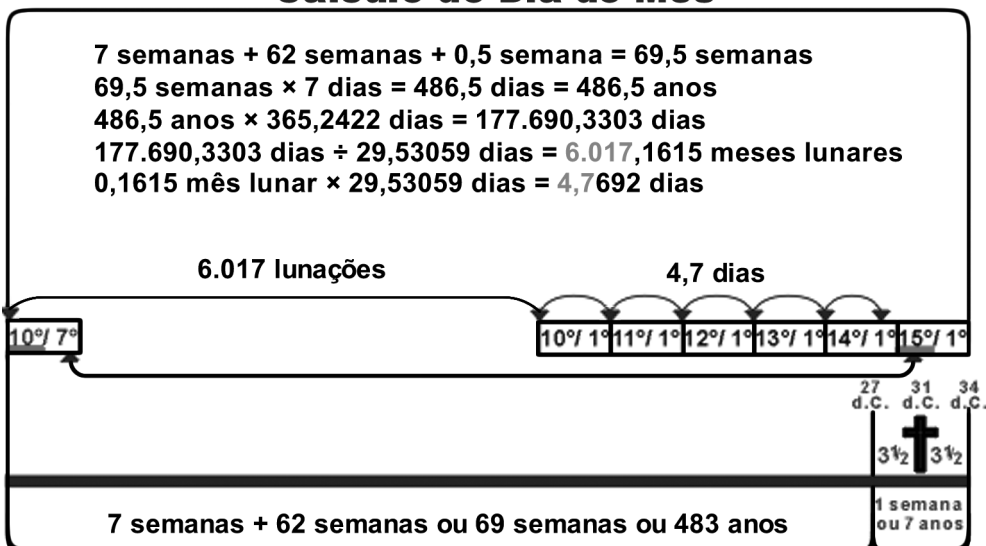 Cálculo do Dia do Mês
7 semanas + 62 semanas + 0,5 semana = 69,5 semanas
69,5 semanas × 7 dias = 486,5 dias = 486,5 anos
486,5 anos × 365,2422 dias = 177.690,3303 dias
177.690,3303 dias ÷ 29,53059 dias = 6.017,1615 meses lunares
0,1615 mês lunar × 29,53059 dias = 4,7692 dias
6.017 lunações
4,7 dias
10º/ 7º
10º/ 1º 11º/ 1º 12º/ 1º 13º/ 1º 14º/ 1º 15º/ 1º
27 d.C.
31 d.C.
34 d.C.
3½ 3½
7 semanas + 62 semanas ou 69 semanas ou 483 anos
1 semana
ou 7 anos